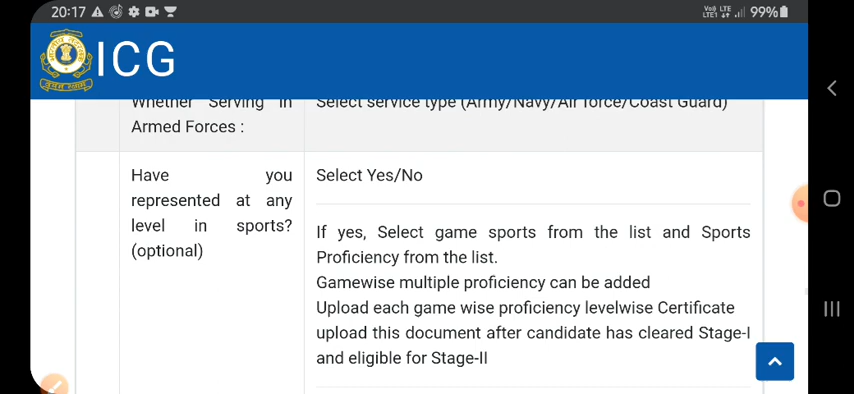 20:17
Vo)) LTE
LTE1
99%
ICG
Whether Serving in
Armed Forces :
Select service type (Army/Navy/Air force/Coast Guard)
Have you
represented at any
level in sports?
(optional)
Select Yes/No
If yes, Select game sports from the list and Sports
Proficiency from the list.
Gamewise multiple proficiency can be added
Upload each game wise proficiency levelwise Certificate
upload this document after candidate has cleared Stage-I
and eligible for Stage-II